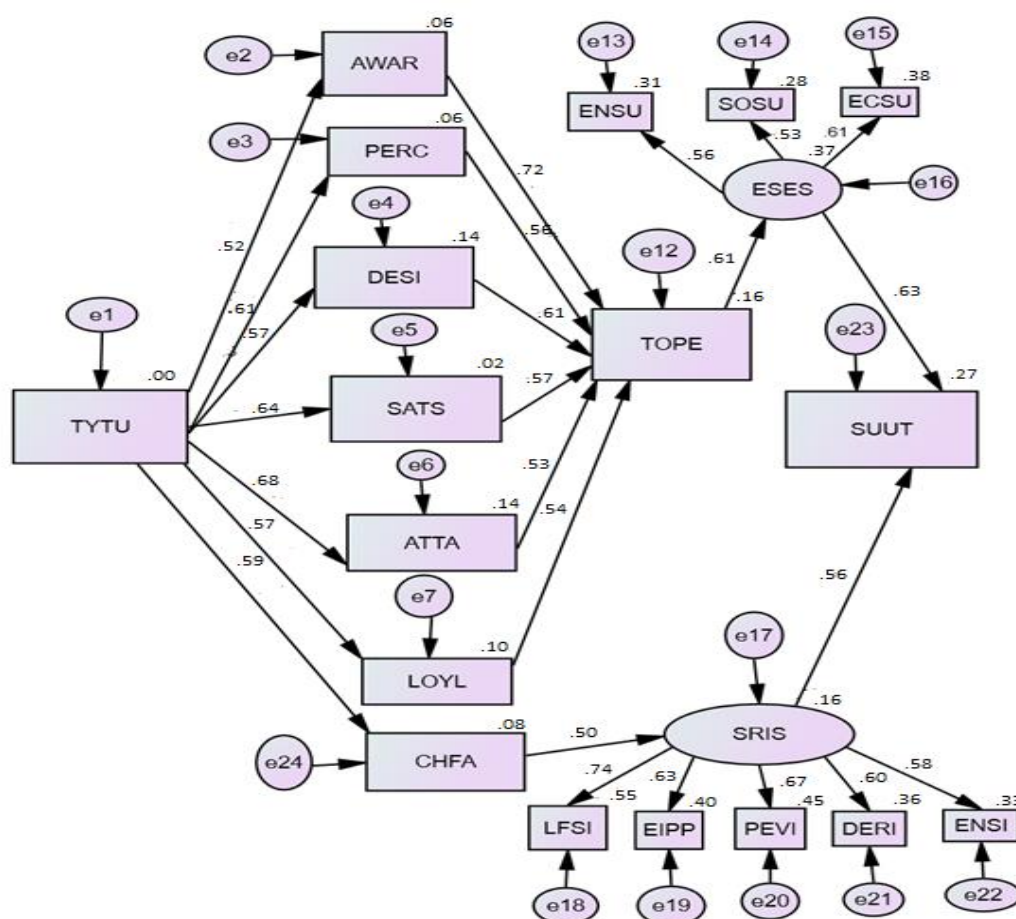 .06
e2
AWAR
e13
e14
e15
.31
.28
.38
ENSU
SOSU
ECSU
.06
e3
PERC
.53
.61
.56
.37
.72
ESES
e16
e4
.14
.56
.52
DESI
e12
.61
.61
e1
.61
.57
.16
.63
e5
TOPE
e23
.00
.02
.57
.27
TYTU
.64
SATS
SUUT
e6
.53
.68
.14
.54
.57
ATTA
.59
e7
.56
.10
e17
LOYL
.16
.08
.50
SRIS
e24
CHFA
.74
.63
.67
.60
.58
.55
.40
.45
.36
.33
LFSI
EIPP
PEVI
DERI
ENSI
e18
e19
e20
e21
e22